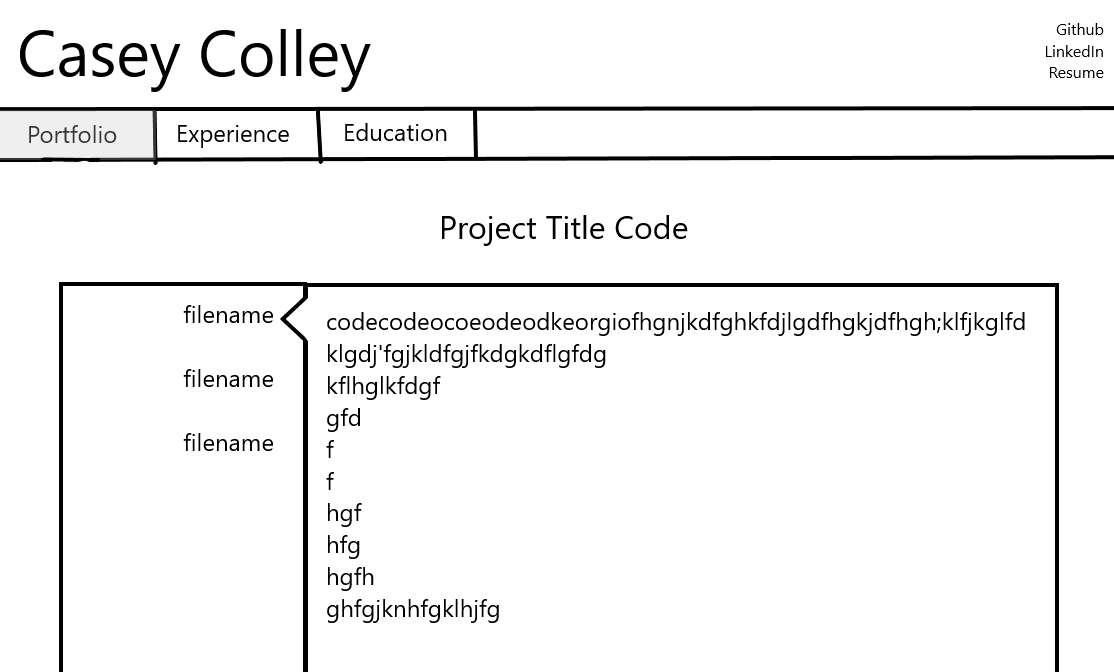 Casey Colley
Github
LinkedIn
Resume
Portfolio
Experience
Education
Project Title Code
filename
filename
filename
codecodeocoeodeodkeorgiofhgnjkdfghkfdjlgdfhgkjdfhgh;klfjkglfd
klgdj'fgjkldfgjfkdgkdflgfdg
kflhglkfdgf
gfd
f
f
hgf
hfg
hgfh
ghfgjknhfgklhjfg